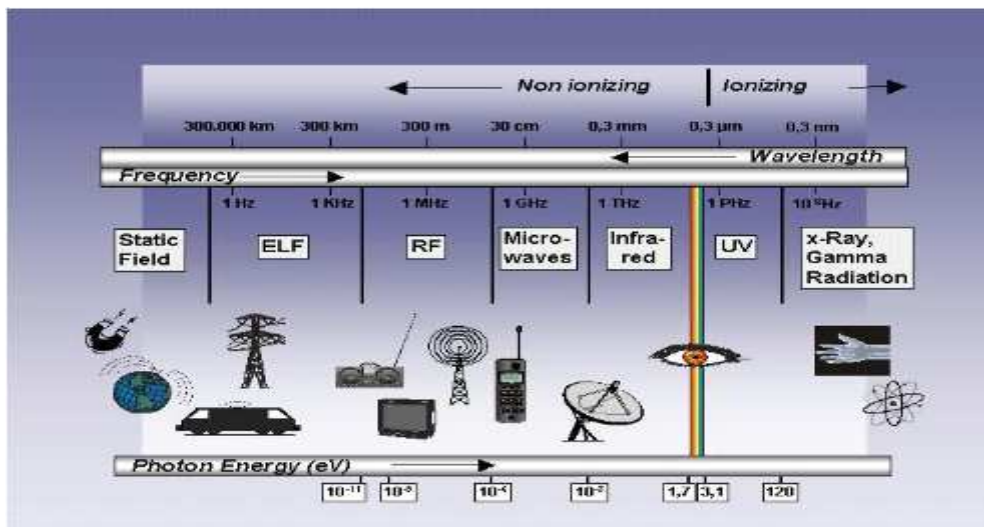 Non ionizing Ionizing
300.000 km 300 km 300 m 30 cm 0,3 mm 0,3 µm 0,3 nm
Wavelength
Frequency
1 Hz 1 KHz 1 MHz 1 GHz 1 THz 1 PHz
Static
Field
ELF
RF
Micro-
waves
Infra-
red
UV
x-Ray,
Gamma
Radiation
Photon Energy (eV)
1,7 3,1 120